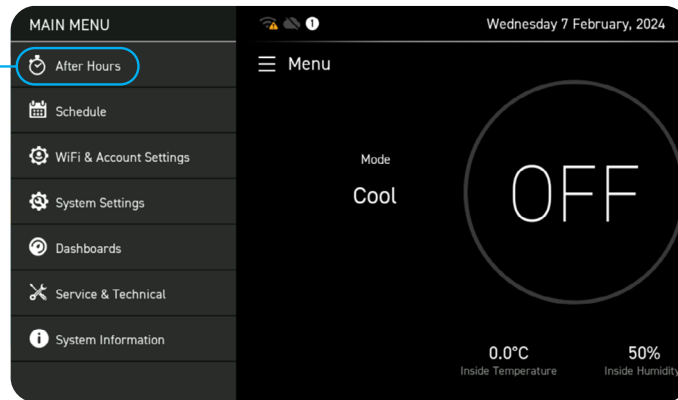 MAIN MENU
After Hours
Schedule
WiFi & Account Settings
System Settings
Dashboards
Service & Technical
System Information
1
Wednesday 7 February, 2024
Menu
Mode
Cool
OFF
0.0°C
Inside Temperature
50%
Inside Humidity